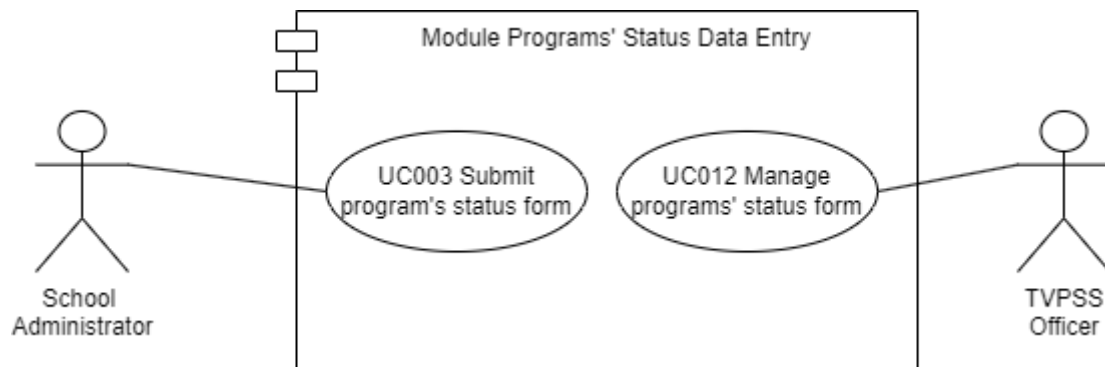 Module Programs' Status Data Entry
UC003 Submit
program's status form
UC012 Manage
programs' status form
School
Administrator
TVPSS
Officer